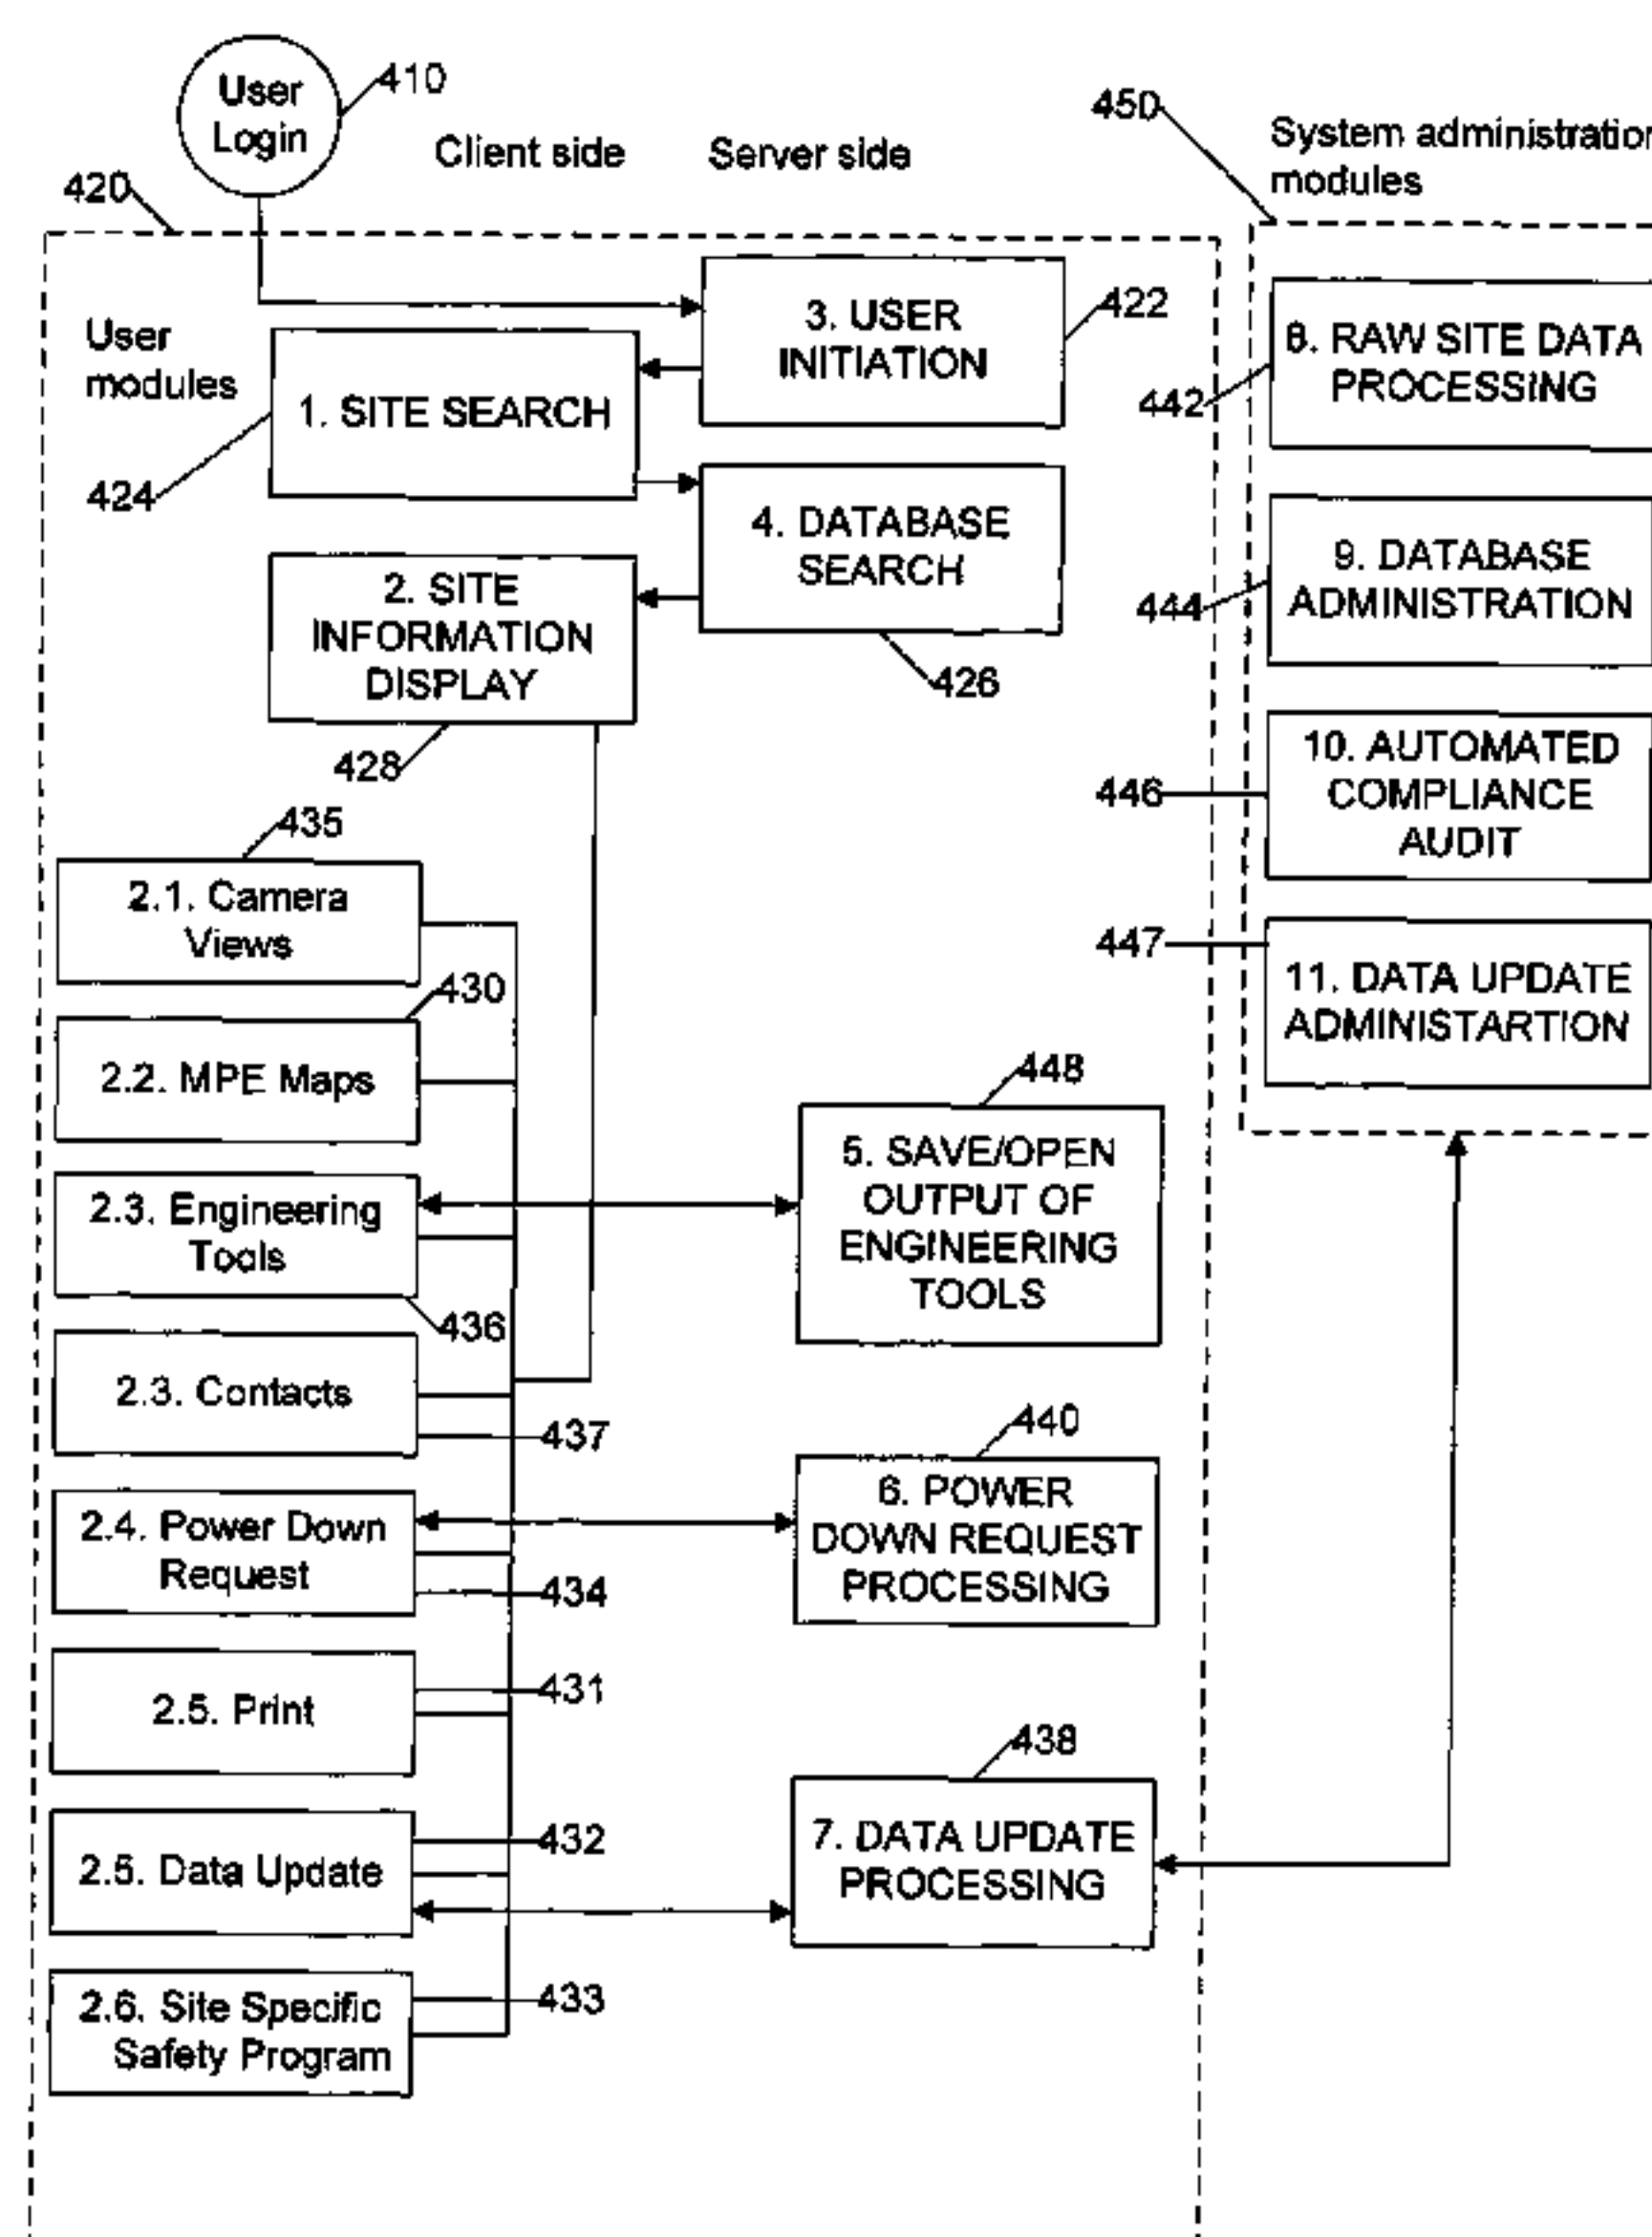 User
Login
410
Client side
Server side
420
450
System administration
modules
User
modules
3. USER
INITIATION
422
1. SITE SEARCH
424
4. DATABASE
SEARCH
426
2. SITE
INFORMATION
DISPLAY
428
8. RAW SITE DATA
PROCESSING
442
9. DATABASE
ADMINISTRATION
444
10. AUTOMATED
COMPLIANCE
AUDIT
446
11. DATA UPDATE
ADMINISTARTION
447
435
2.1. Camera
Views
430
2.2. MPE Maps
2.3. Engineering
Tools
436
448
5. SAVE/OPEN
OUTPUT OF
ENGINEERING
TOOLS
2.3. Contacts
437
2.4. Power Down
Request
434
440
6. POWER
DOWN REQUEST
PROCESSING
2.5. Print
431
2.5. Data Update
432
438
7. DATA UPDATE
PROCESSING
2.6. Site Specific
Safety Program
433